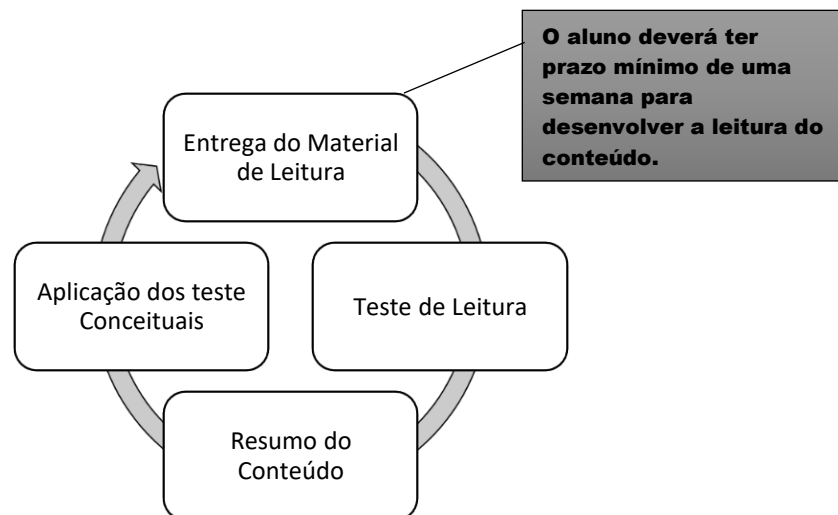 O aluno deverá ter
prazo mínimo de uma
semana para
desenvolver a leitura do
conteúdo.
Entrega do Material
de Leitura
Teste de Leitura
Resumo do
Conteúdo
Aplicação dos teste
Conceituais